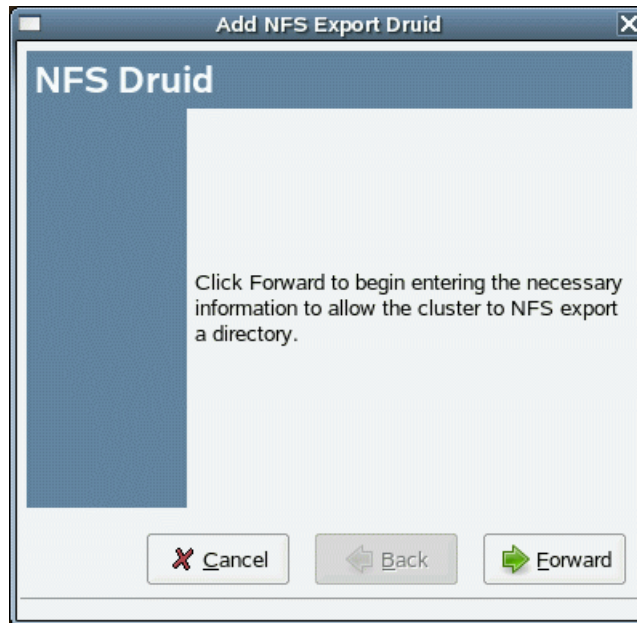 Add NFS Export Druid
NFS Druid
Click Forward to begin entering the necessary
information to allow the cluster to NFS export
a directory.
Cancel
Back
Forward